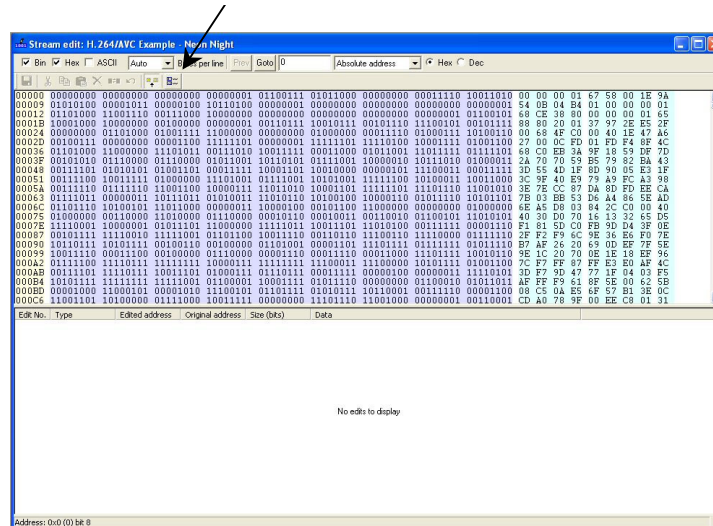 Stream edit: H.264/AVC Example - Neon Night
Bin Hex ASCII Auto per line Prev Goto 0 Absolute address Hex Dec
00000 00000000 00000000 00000000 00000001 01100111 01011000 00000000 00011110 10011010 00 00 00 01 67 58 00 1E 9A
00009 01010100 00001011 00000100 10110100 00000001 00000000 00000000 00000000 00000001 54 0B 04 B4 01 00 00 00 01
00012 01101000 11001110 00111000 10000000 00000000 00000000 00000000 00000001 01100101 68 CE 38 80 00 00 00 01 65
0001B 10001000 10000000 00100000 00000001 00110111 10010111 00101110 11100101 00101111 88 80 20 01 37 97 2E E5 2F
00024 00000000 01101000 01001111 11000000 00000000 01000000 00011110 01000111 10100110 00 68 4F C0 00 40 1E 47 A6
0002D 00100111 00000000 00001100 11111101 00000001 11111101 11110100 10001111 01001100 27 00 0C FD 01 FD F4 8F 4C
00036 01101000 11000000 11101011 00111010 10011111 00011000 01011001 11011111 01111101 68 C0 EB 3A 9F 18 59 DF 7D
0003F 00101010 01110000 01110000 01011001 10110101 01111001 10000010 10111010 01000011 2A 70 70 59 B5 79 82 BA 43
00048 00111101 01010101 01001101 00011111 10001101 10010000 00000101 11100011 00011111 3D 55 4D 1F 8D 90 05 E3 1F
00051 00111100 10011111 01000000 11101001 01111001 10101001 11111100 10100011 10011000 3C 9F 40 E9 79 A9 FC A3 98
0005A 00111110 01111110 11001100 10000111 11011010 10001101 11111101 11101110 11001010 3E 7E CC 87 DA 8D FD EE CA
00063 01111011 00000011 10111011 01010011 11010110 10100100 10000110 01011110 10101101 7B 03 BB 53 D6 A4 86 5E AD
0006C 01101110 10100101 11011000 00000011 10000100 00101100 11000000 00000000 01000000 6E A5 D8 03 84 2C C0 00 40
00075 01000000 00110000 11010000 01110000 00010110 00010011 00110010 01100101 11010101 40 30 D0 70 16 13 32 65 D5
0007E 11110001 10000001 01011101 11000000 11111011 10011101 11010100 00111111 00001110 F1 81 5D C0 FB 9D D4 3F 0E
00087 00101111 11110010 11111001 01101100 10011110 00110110 11100110 11110000 01111110 2F F2 F9 6C 9E 36 E6 F0 7E
00090 10110111 10101111 00100110 00100000 01101001 00001101 11101111 01111111 01011110 B7 AF 26 20 69 0D EF 7F 5E
00099 10011110 00011100 00100000 01110000 00001110 00011110 00011000 11101111 10010110 9E 1C 20 70 0E 1E 18 EF 96
000A2 01111100 11110111 11111111 10000111 11111111 11100011 11100000 10101111 01001100 7C F7 FF 87 FF E3 E0 AF 4C
000AB 00111101 11110111 10011101 01000111 01110111 00011111 00000100 00000011 11110101 3D F7 9D 47 77 1F 04 03 F5
000B4 10101111 11111111 11111001 01100001 10001111 01011110 00000000 01100010 01011011 AF FF F9 61 8F 5E 00 62 5B
000BD 00001000 11000101 00001010 11100101 01101111 01010111 10110001 00111110 00001100 08 C5 0A E5 6F 57 B1 3E 0C
000C6 11001101 10100000 01111000 10011111 00000000 11101110 11001000 00000001 00110001 CD A0 78 9F 00 EE C8 01 31
Edit No. Type Edited address Original address Size (bits) Data
No edits to display
Address: 0x0 (0) bit 8